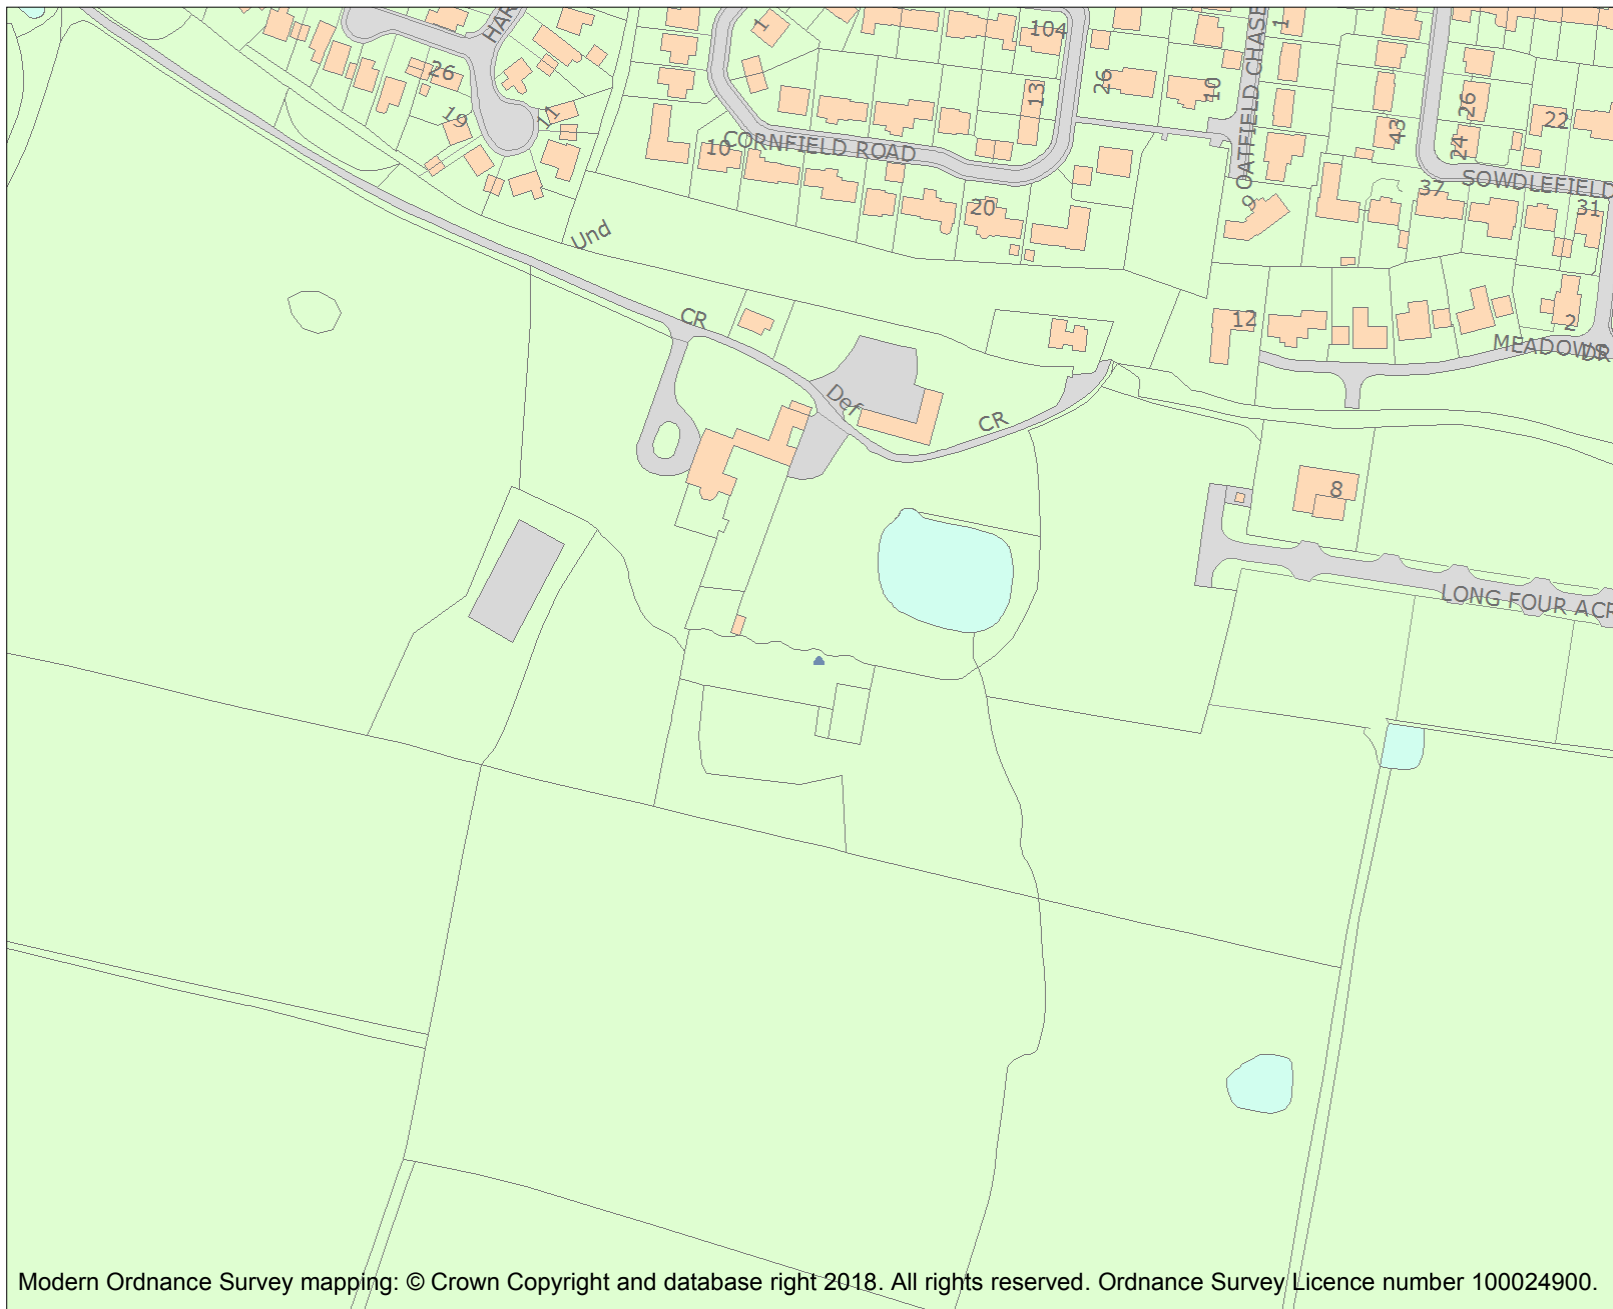 HAR
1
104
OATFIELD CHASE
1
26
19
11
13
26
10
26
22
43
24
CORNFIELD ROAD
10
SOWDLEFIELD
37
31
9
20
Und
CR
12
2
MEADOWS
DR
Def
CR
8
LONG FOUR ACR
Modern Ordnance Survey mapping: © Crown Copyright and database right 2018. All rights reserved. Ordnance Survey Licence number 100024900.